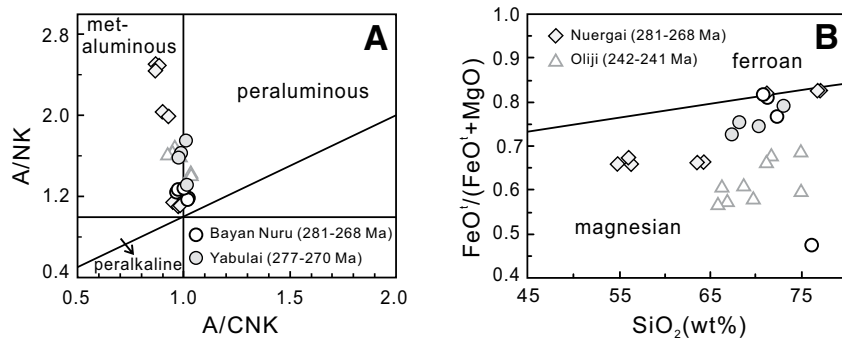 A
met-
aluminous
peraluminous
peralkaline
Bayan Nuru (281-268 Ma)
Yabulai (277-270 Ma)
A/NK
2.8
2.0
1.2
0.4
0.5
1.0
1.5
2.0
A/CNK
B
Nuergai (281-268 Ma)
Oliji (242-241 Ma)
ferroan
magnesian
FeOᵗ/(FeOᵗ+MgO)
1.0
0.9
0.8
0.7
0.6
0.5
0.4
45
55
65
75
SiO₂(wt%)